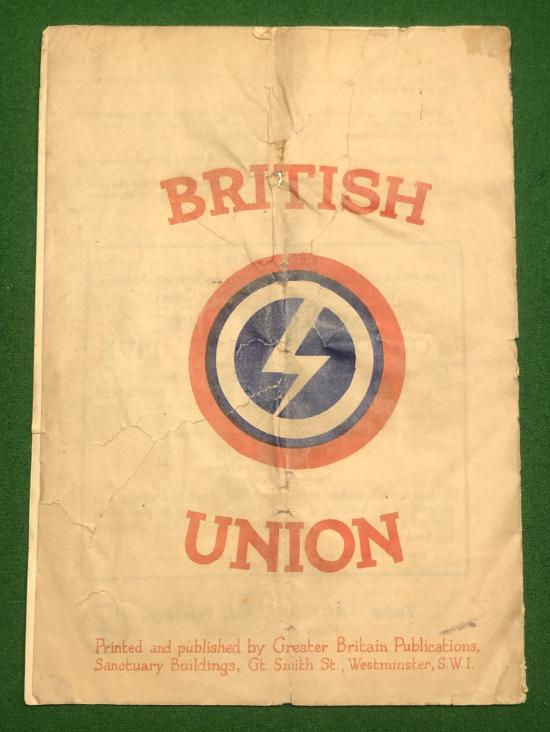 BRITISH
UNION
Printed and published by Greater Britain Publications,
Sanctuary Buildings, Gt. Smith St., Westminster, S.W.1.